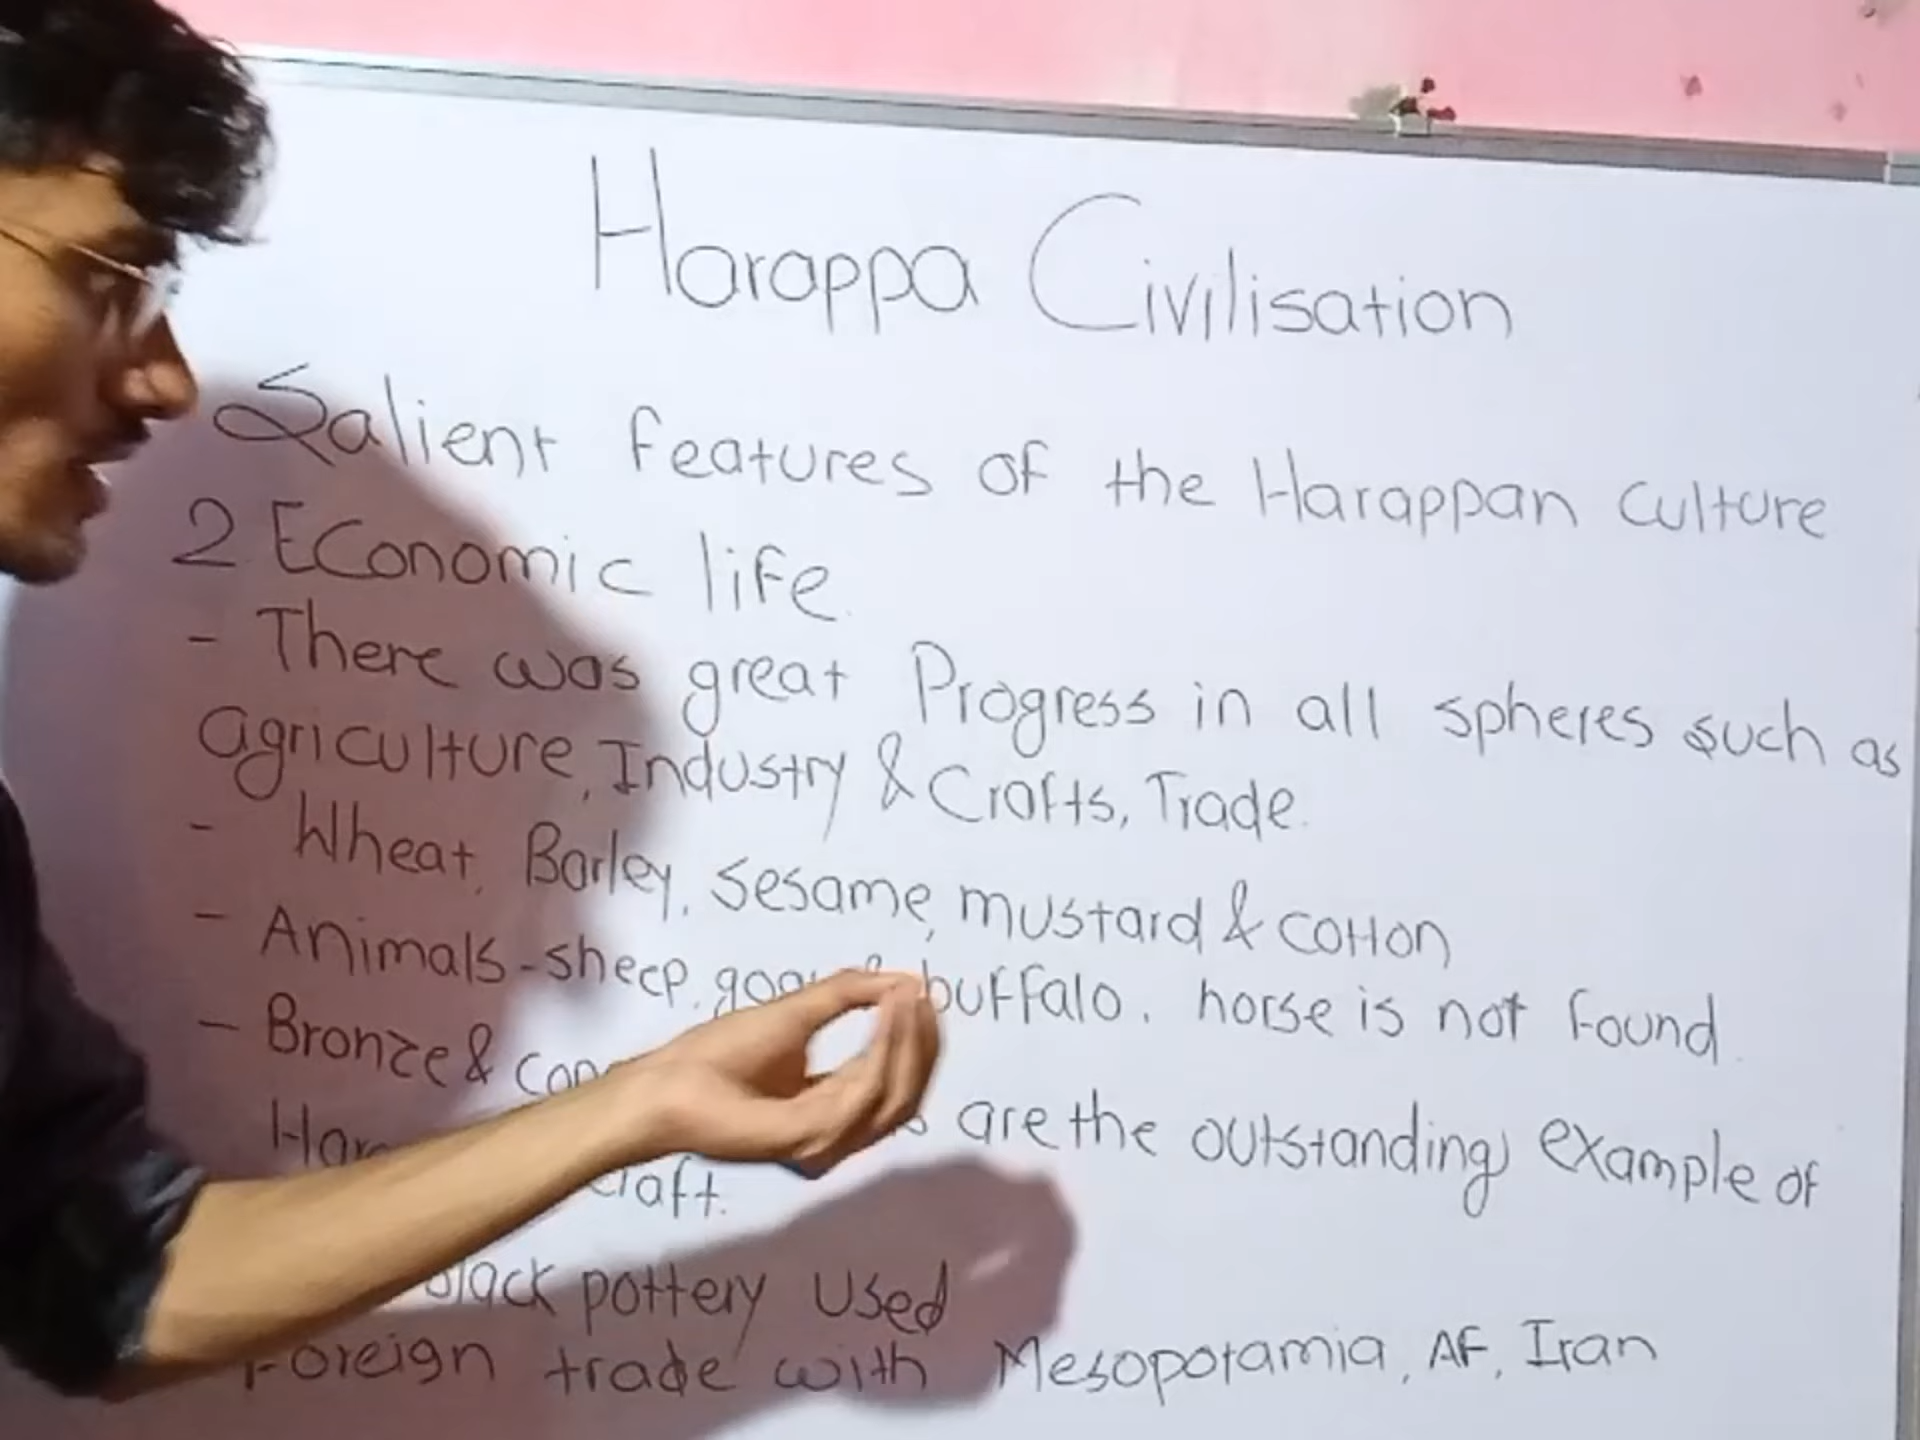 Harappa Civilisation
Salient features of the Harappan culture
2 Economic life.
- There was great Progress in all spheres such as
agriculture, Industry & Crafts, Trade.
- Wheat, Barley, Sesame, mustard & cotton
- Animals - sheep, goat & buffalo. horse is not found.
- Bronze &
are the outstanding example of
craft.
black pottery used
Foreign trade with Mesopotamia, AF, Iran